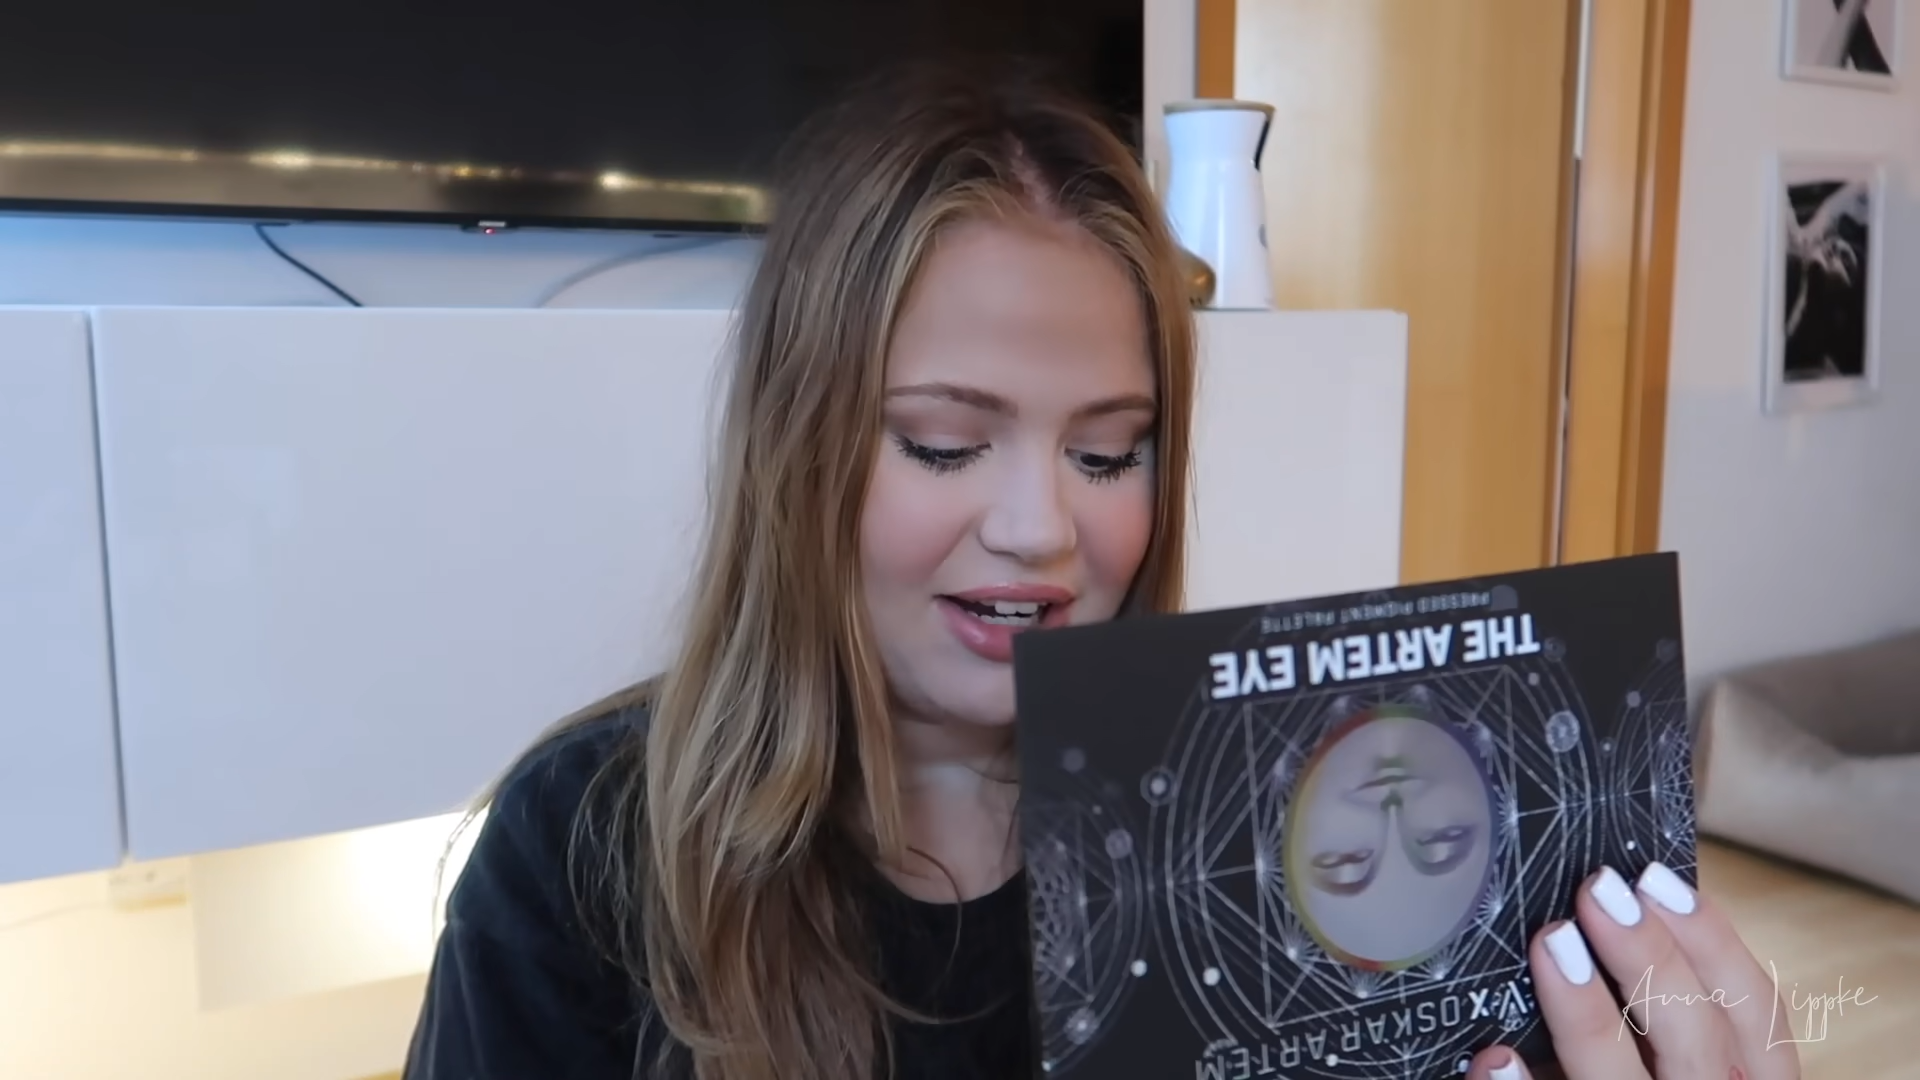 PRESSED PIGMENT PALETTE
THE ARTEM EYE
X OSKAR ARTEM
Anna Lippke